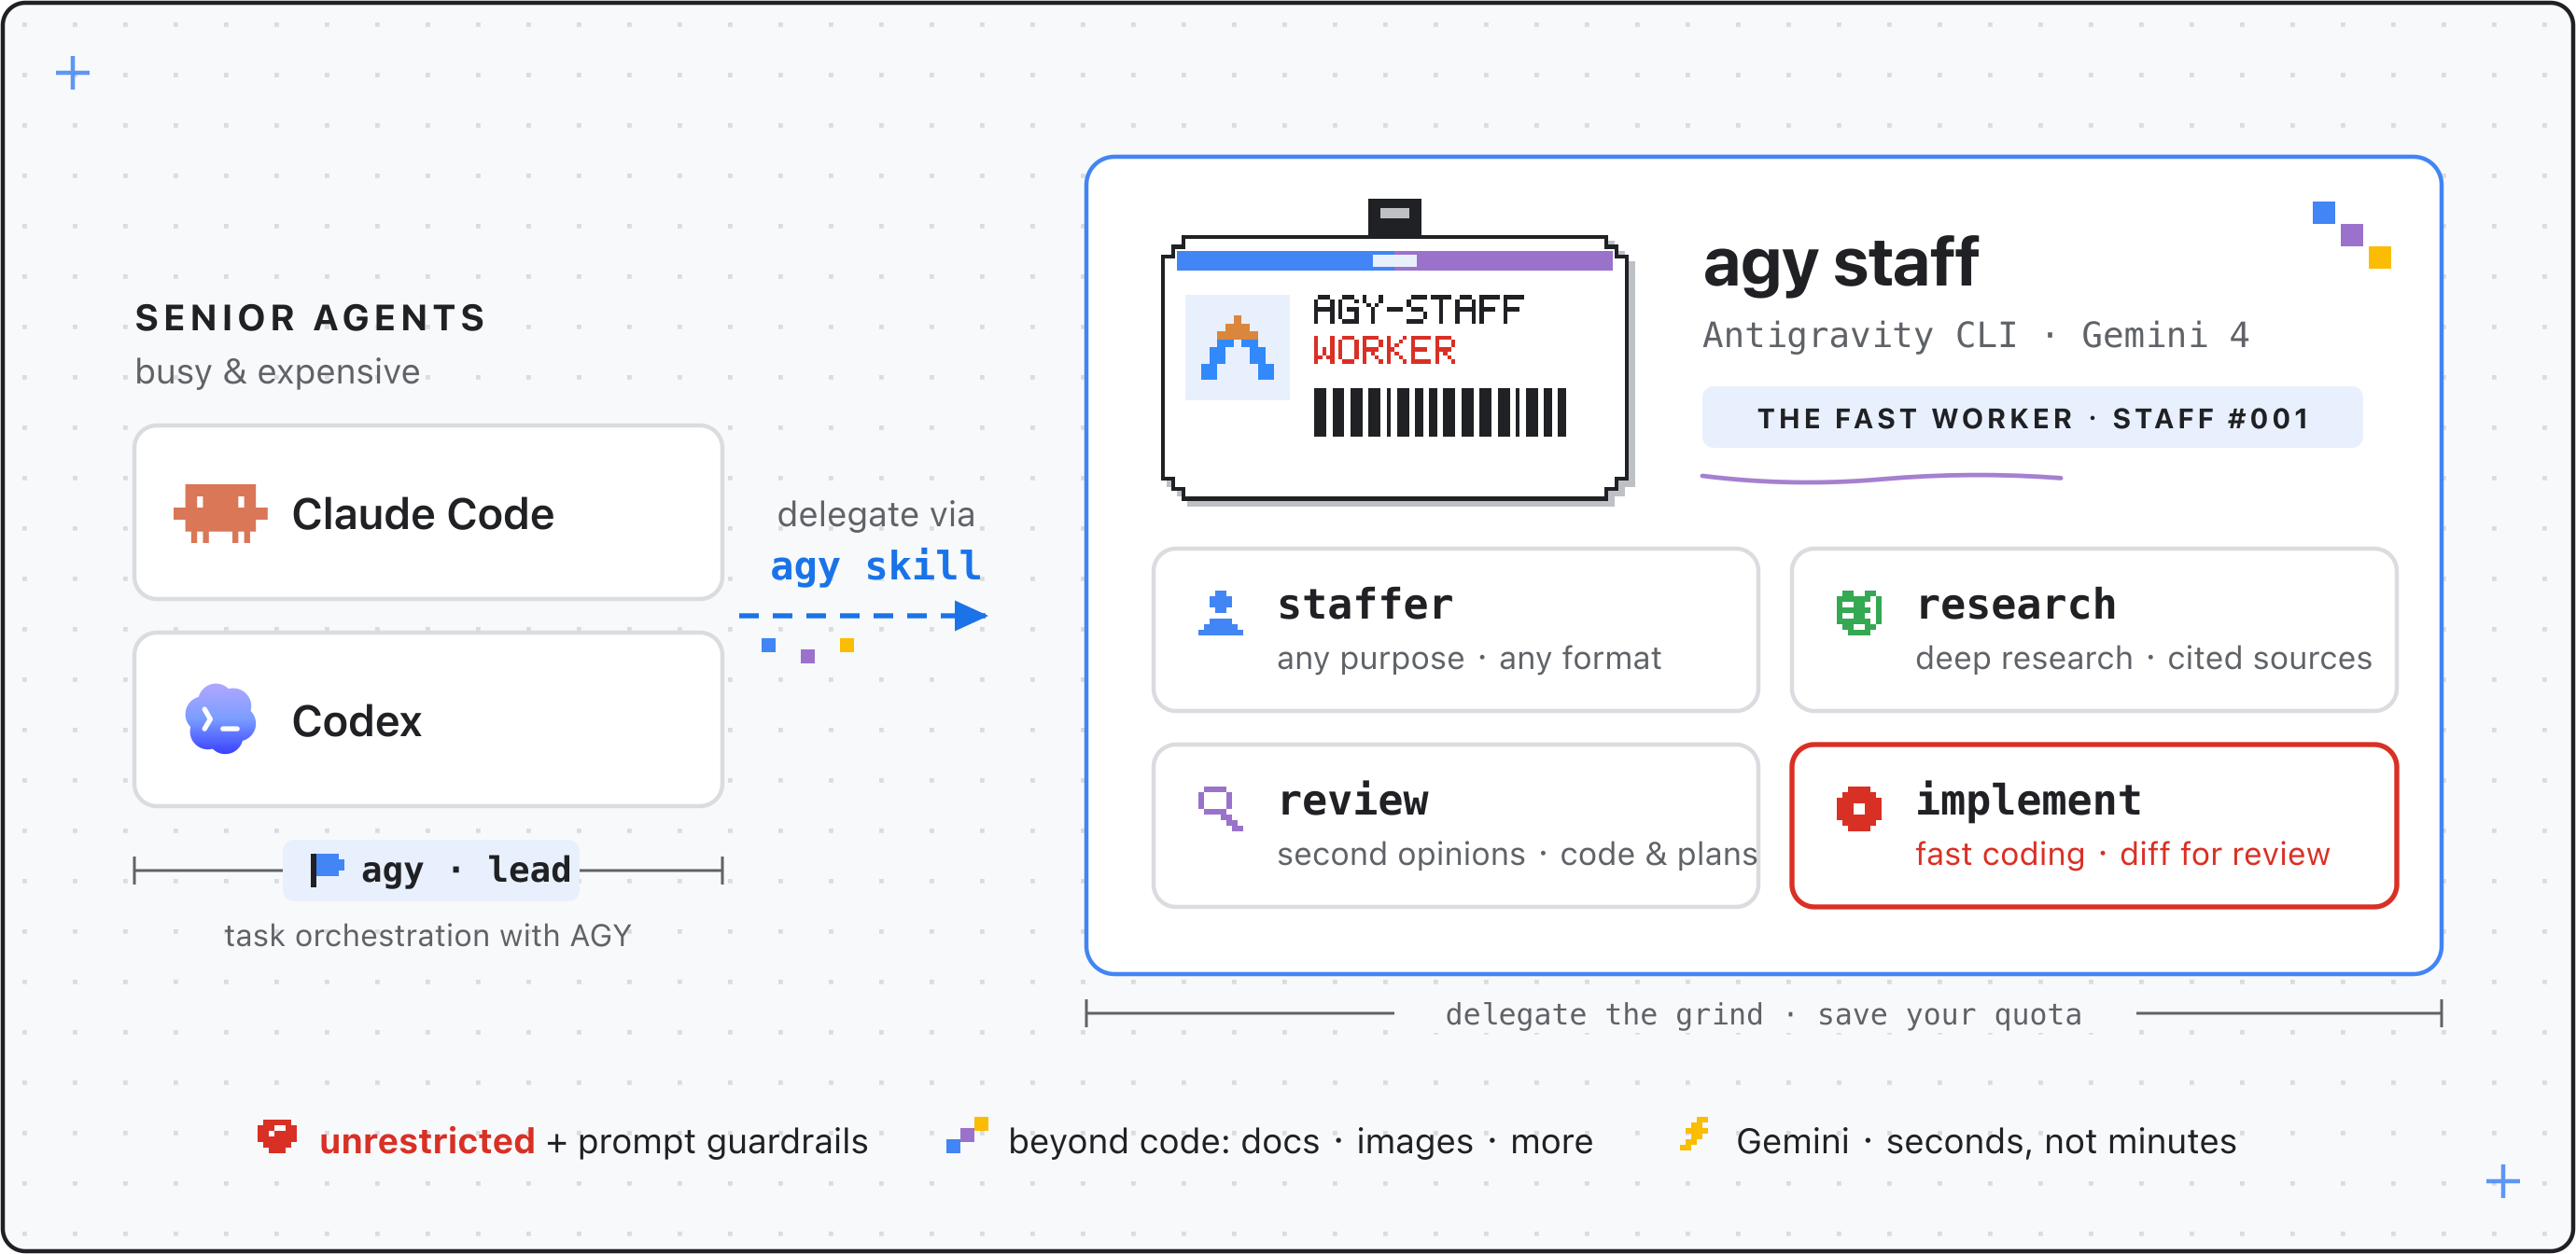 SENIOR AGENTS
busy & expensive
Claude Code
Codex
agy · lead
task orchestration with AGY
delegate via
agy skill
AGY-STAFF
WORKER
agy staff
Antigravity CLI · Gemini 4
THE FAST WORKER · STAFF #001
staffer
any purpose · any format
research
deep research · cited sources
review
second opinions · code & plans
implement
fast coding · diff for review
delegate the grind · save your quota
unrestricted + prompt guardrails
beyond code: docs · images · more
Gemini · seconds, not minutes